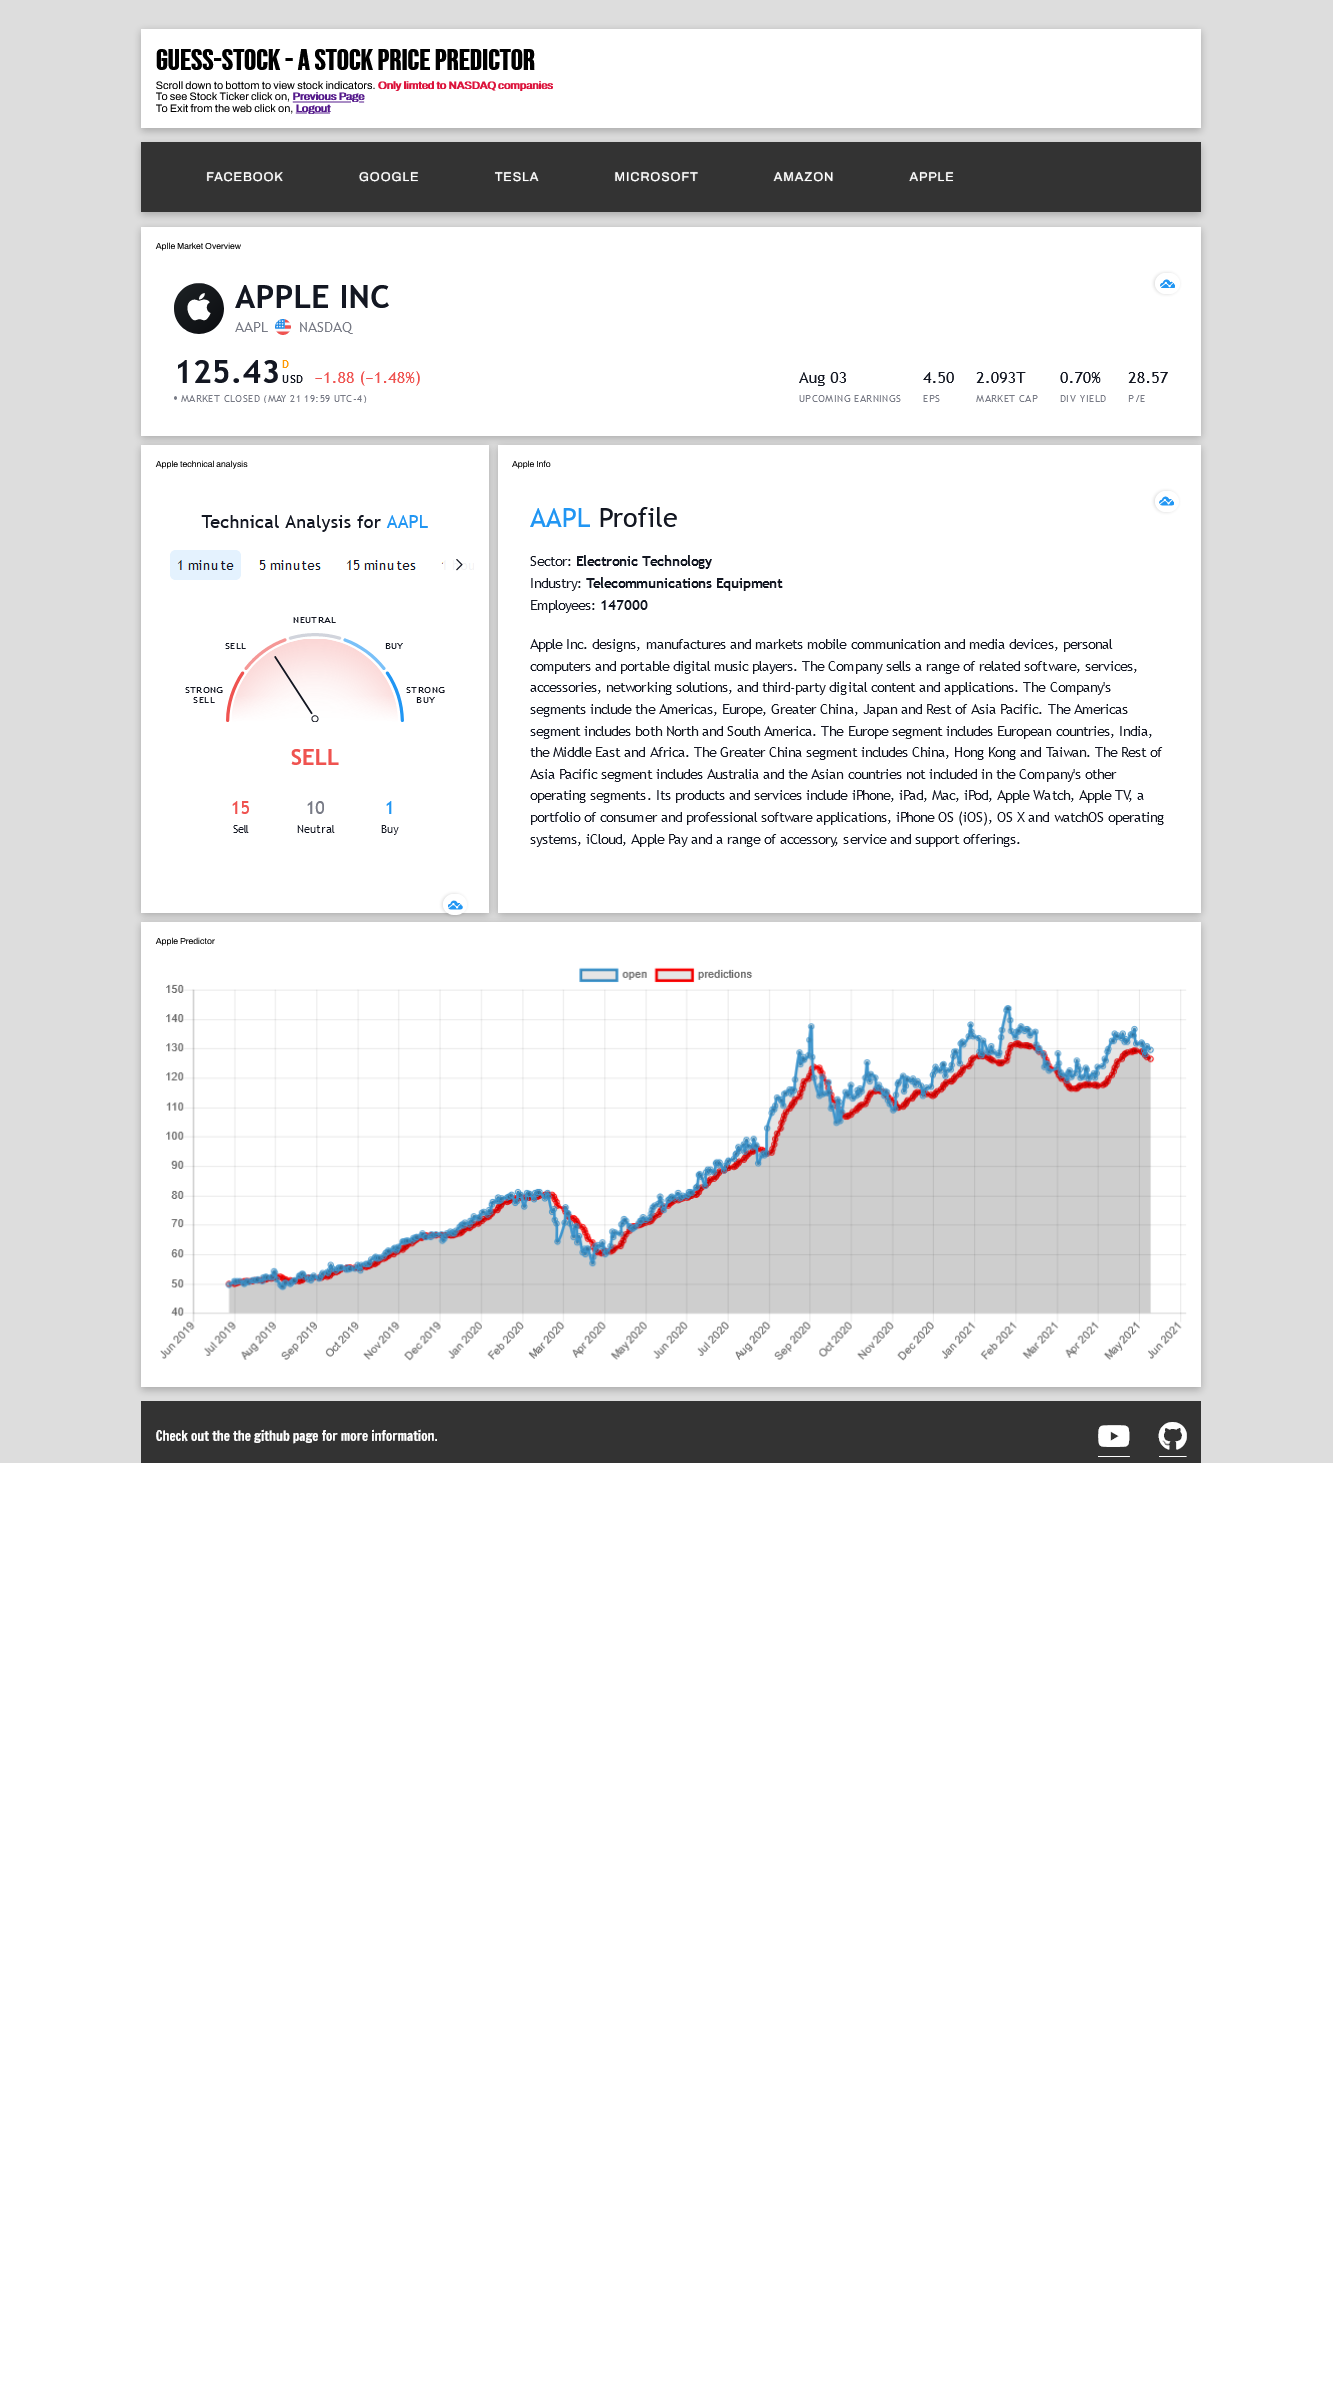 GUESS-STOCK - A STOCK PRICE PREDICTOR
Scroll down to bottom to view stock indicators. Only limted to NASDAQ companies
To see Stock Ticker click on, Previous Page
To Exit from the web click on, Logout
FACEBOOK GOOGLE TESLA MICROSOFT AMAZON APPLE
Aplle Market Overview
APPLE INC
AAPL NASDAQ
125.43 D USD −1.88 (−1.48%)
• MARKET CLOSED (MAY 21 19:59 UTC-4)
Aug 03 4.50 2.093T 0.70% 28.57
UPCOMING EARNINGS EPS MARKET CAP DIV YIELD P/E
Apple technical analysis
Technical Analysis for AAPL
1 minute 5 minutes 15 minutes
NEUTRAL
SELL BUY
STRONG SELL STRONG BUY
SELL
15 10 1
Sell Neutral Buy
Apple Info
AAPL Profile
Sector: Electronic Technology
Industry: Telecommunications Equipment
Employees: 147000
Apple Inc. designs, manufactures and markets mobile communication and media devices, personal
computers and portable digital music players. The Company sells a range of related software, services,
accessories, networking solutions, and third-party digital content and applications. The Company's
segments include the Americas, Europe, Greater China, Japan and Rest of Asia Pacific. The Americas
segment includes both North and South America. The Europe segment includes European countries, India,
the Middle East and Africa. The Greater China segment includes China, Hong Kong and Taiwan. The Rest of
Asia Pacific segment includes Australia and the Asian countries not included in the Company's other
operating segments. Its products and services include iPhone, iPad, Mac, iPod, Apple Watch, Apple TV, a
portfolio of consumer and professional software applications, iPhone OS (iOS), OS X and watchOS operating
systems, iCloud, Apple Pay and a range of accessory, service and support offerings.
Apple Predictor
open predictions
150
140
130
120
110
100
90
80
70
60
50
40
Jun 2019 Jul 2019 Aug 2019 Sep 2019 Oct 2019 Nov 2019 Dec 2019 Jan 2020 Feb 2020 Mar 2020 Apr 2020 May 2020 Jun 2020 Jul 2020 Aug 2020 Sep 2020 Oct 2020 Nov 2020 Dec 2020 Jan 2021 Feb 2021 Mar 2021 Apr 2021 May 2021 Jun 2021
Check out the the github page for more information.